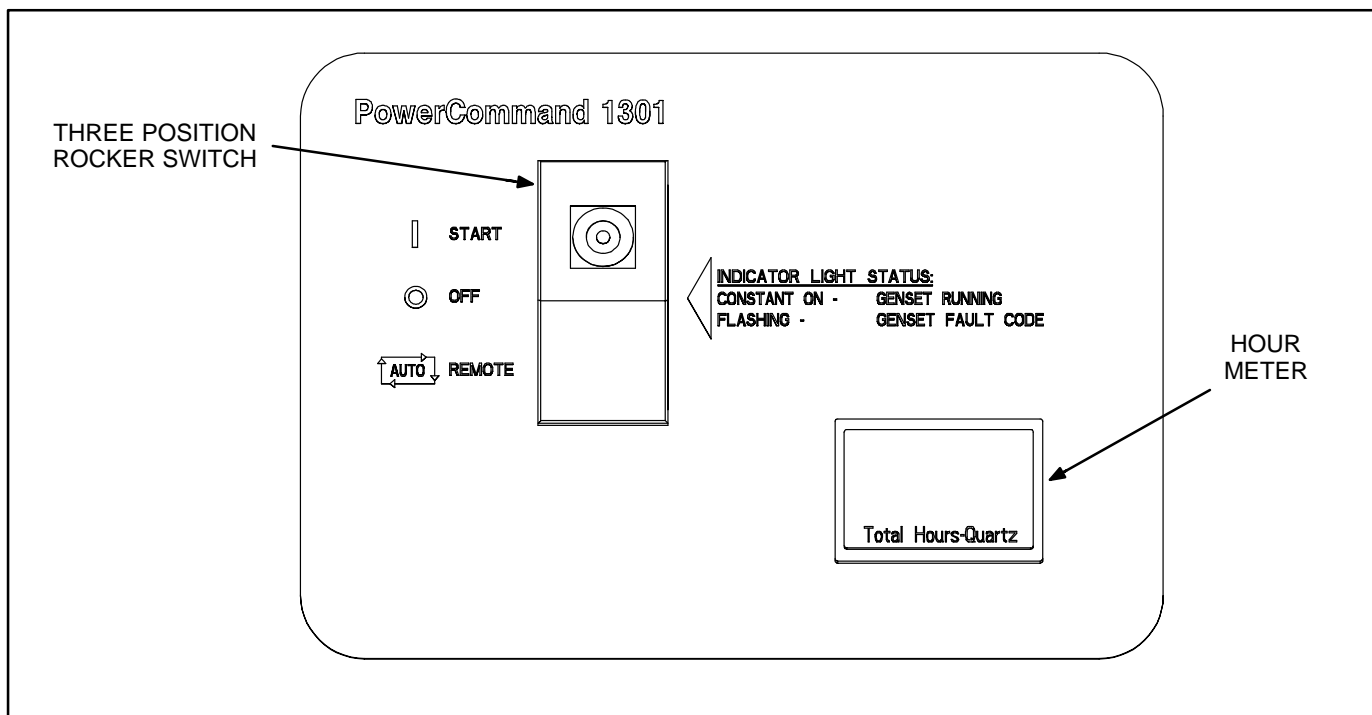 PowerCommand 1301
THREE POSITION
ROCKER SWITCH
START
OFF
AUTO REMOTE
INDICATOR LIGHT STATUS:
CONSTANT ON - GENSET RUNNING
FLASHING - GENSET FAULT CODE
HOUR
METER
Total Hours-Quartz